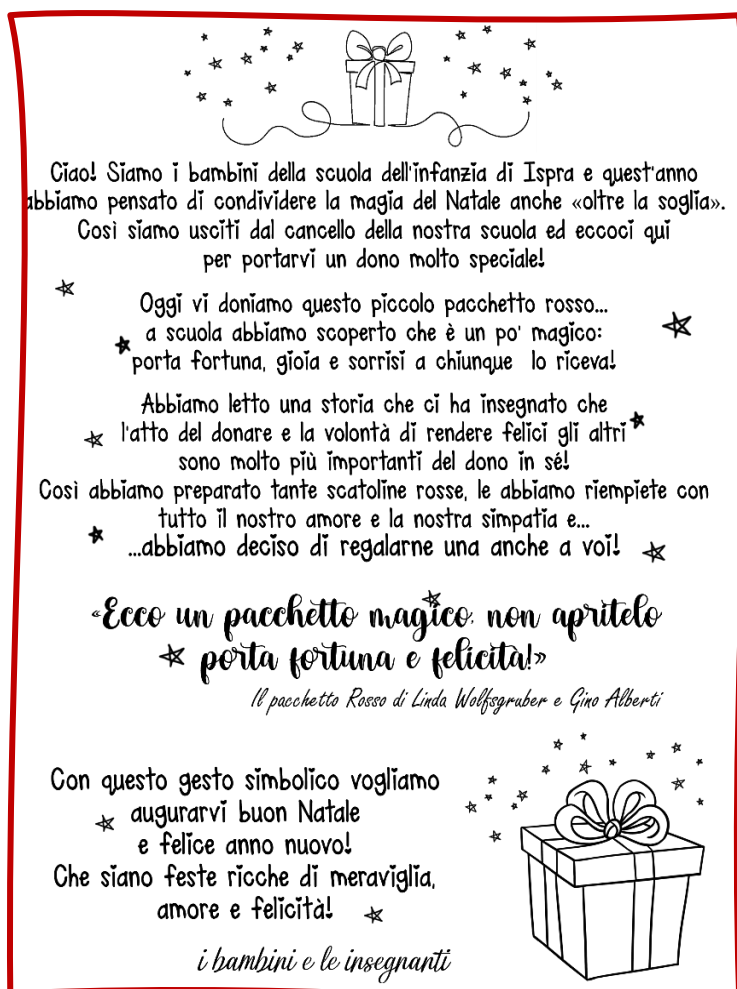 Ciao! Siamo i bambini della scuola dell'infanzia di Ispra e quest'anno
abbiamo pensato di condividere la magia del Natale anche «oltre la soglia».
Così siamo usciti dal cancello della nostra scuola ed eccoci qui
per portarvi un dono molto speciale!
Oggi vi doniamo questo piccolo pacchetto rosso...
a scuola abbiamo scoperto che è un po' magico:
porta fortuna, gioia e sorrisi a chiunque lo riceva!
Abbiamo letto una storia che ci ha insegnato che
l'atto del donare e la volontà di rendere felici gli altri
sono molto più importanti del dono in sé!
Così abbiamo preparato tante scatoline rosse, le abbiamo riempiete con
tutto il nostro amore e la nostra simpatia e...
...abbiamo deciso di regalarne una anche a voi!
«Ecco un pacchetto magico, non apritelo
porta fortuna e felicità!»
Il pacchetto Rosso di Linda Wolfsgruber e Gino Alberti
Con questo gesto simbolico vogliamo
augurarvi buon Natale
e felice anno nuovo!
Che siano feste ricche di meraviglia,
amore e felicità!
i bambini e le insegnanti